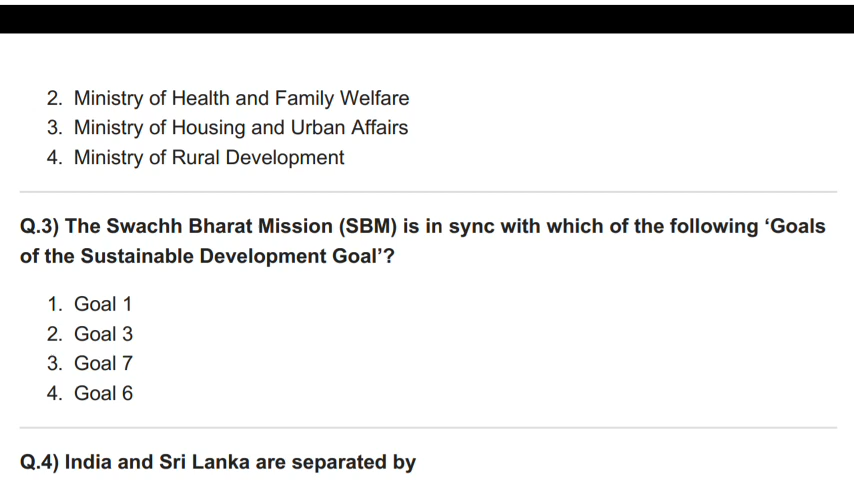 2. Ministry of Health and Family Welfare
3. Ministry of Housing and Urban Affairs
4. Ministry of Rural Development
Q.3) The Swachh Bharat Mission (SBM) is in sync with which of the following ‘Goals
of the Sustainable Development Goal’?
1. Goal 1
2. Goal 3
3. Goal 7
4. Goal 6
Q.4) India and Sri Lanka are separated by